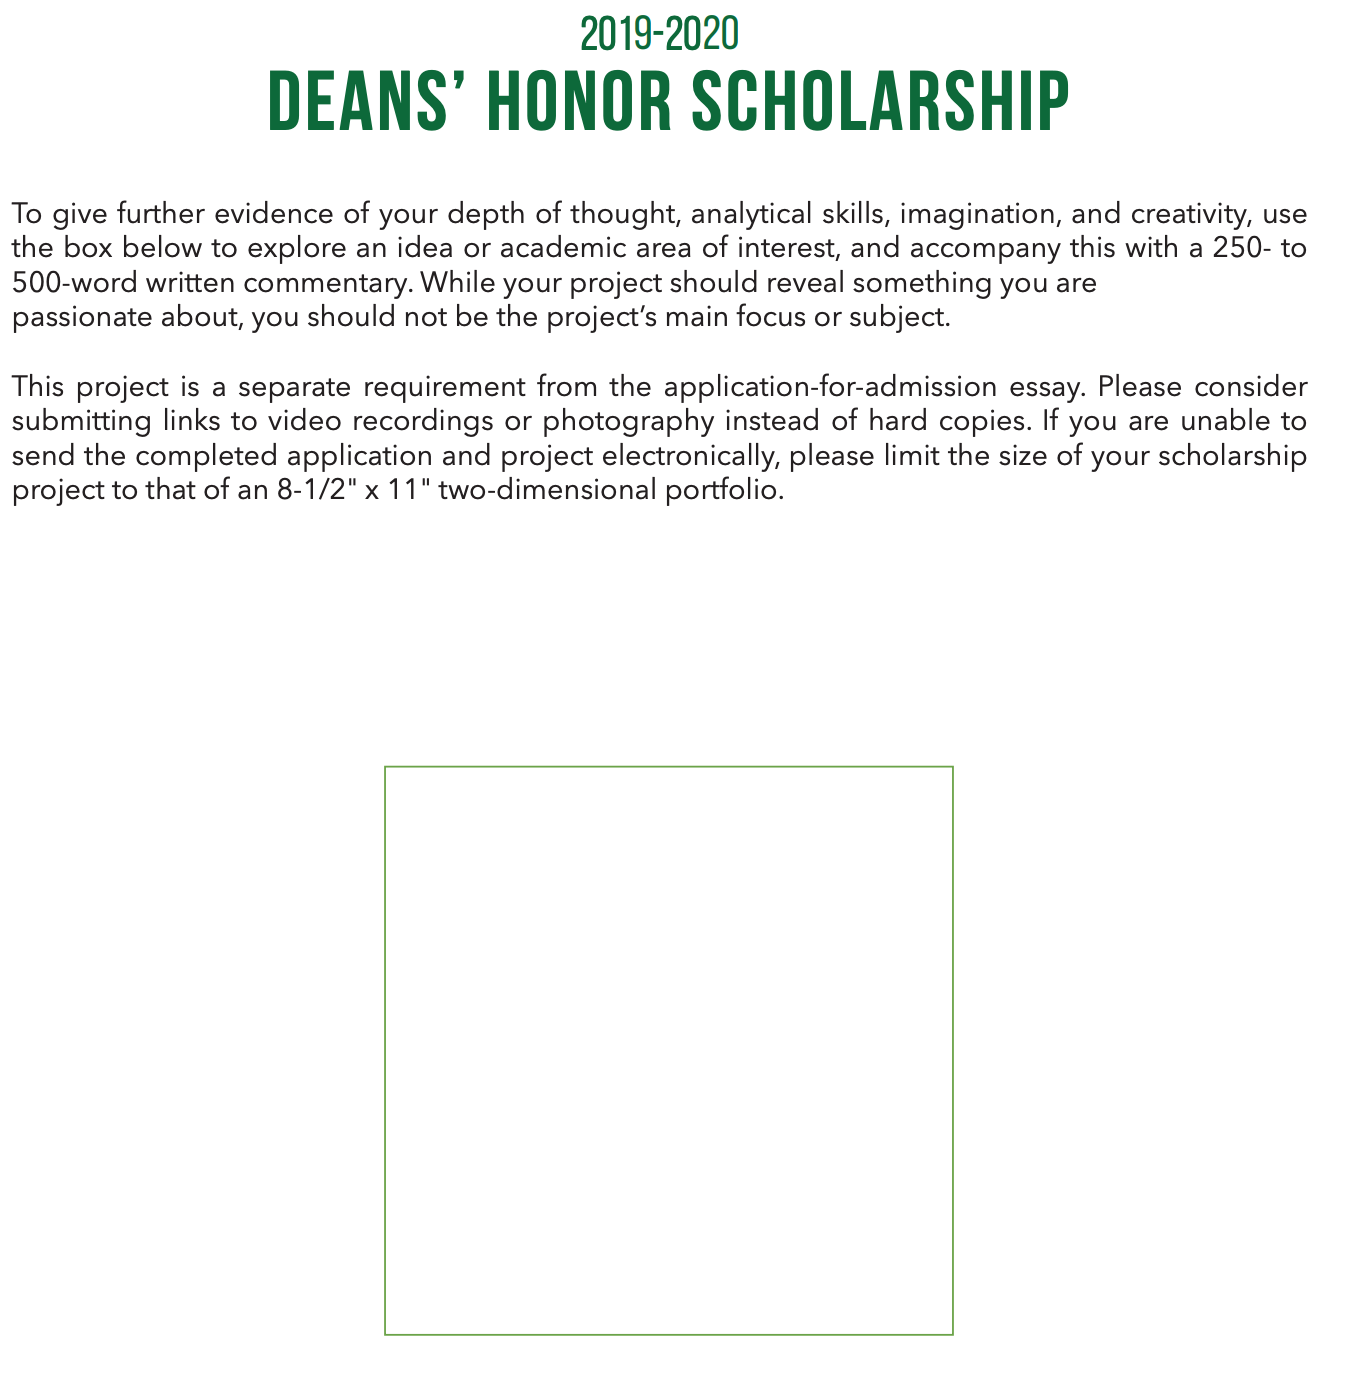 2019-2020
DEANS’ HONOR SCHOLARSHIP
To give further evidence of your depth of thought, analytical skills, imagination, and creativity, use
the box below to explore an idea or academic area of interest, and accompany this with a 250- to
500-word written commentary. While your project should reveal something you are
passionate about, you should not be the project’s main focus or subject.
This project is a separate requirement from the application-for-admission essay. Please consider
submitting links to video recordings or photography instead of hard copies. If you are unable to
send the completed application and project electronically, please limit the size of your scholarship
project to that of an 8-1/2" x 11" two-dimensional portfolio.